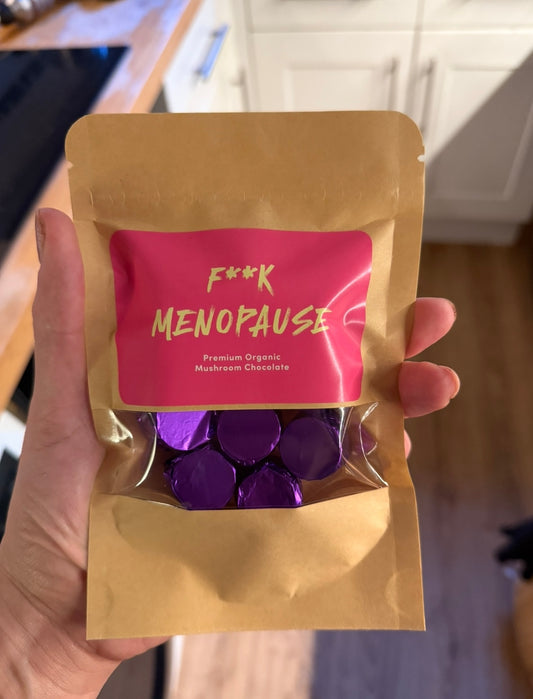 F**K
MENOPAUSE
Premium Organic
Mushroom Chocolate